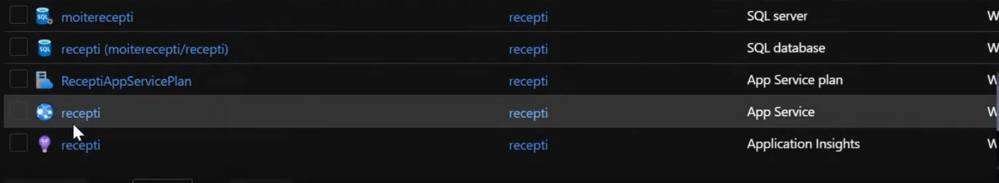 moiterecepti recepti SQL server
recepti (moiterecepti/recepti) recepti SQL database
ReceptiAppServicePlan recepti App Service plan
recepti recepti App Service
recepti recepti Application Insights